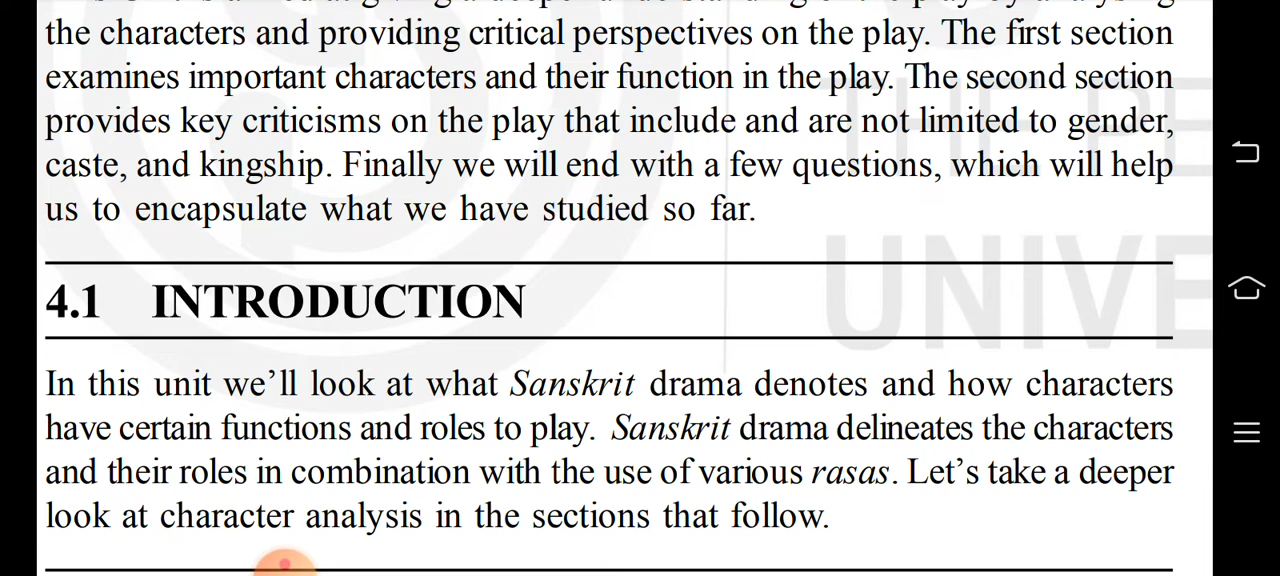 the characters and providing critical perspectives on the play. The first section
examines important characters and their function in the play. The second section
provides key criticisms on the play that include and are not limited to gender,
caste, and kingship. Finally we will end with a few questions, which will help
us to encapsulate what we have studied so far.
4.1 INTRODUCTION
In this unit we'll look at what Sanskrit drama denotes and how characters
have certain functions and roles to play. Sanskrit drama delineates the characters
and their roles in combination with the use of various rasas. Let's take a deeper
look at character analysis in the sections that follow.
THE PE
UNIVE